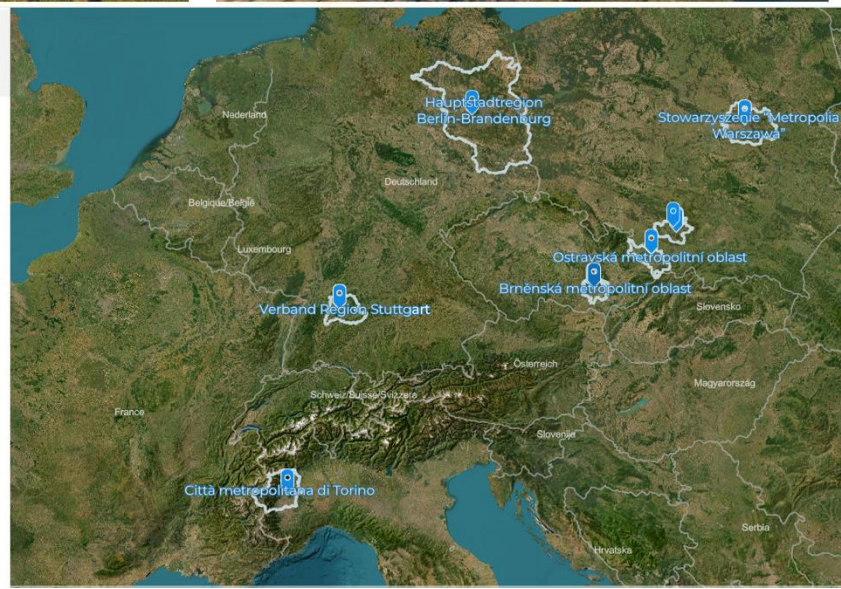 Hauptstadtregion
Berlin-Brandenburg
Stowarzyszenie "Metropolia
Warszawa"
Nederland
Deutschland
België/Belgique
Luxembourg
Ostravská metropolitní oblast
Brněnská metropolitní oblast
Verband Region Stuttgart
Slovensko
Österreich
Magyarország
Schweiz/Suisse/Svizzera
France
Slovenija
Città metropolitana di Torino
Serbia
Hrvatska